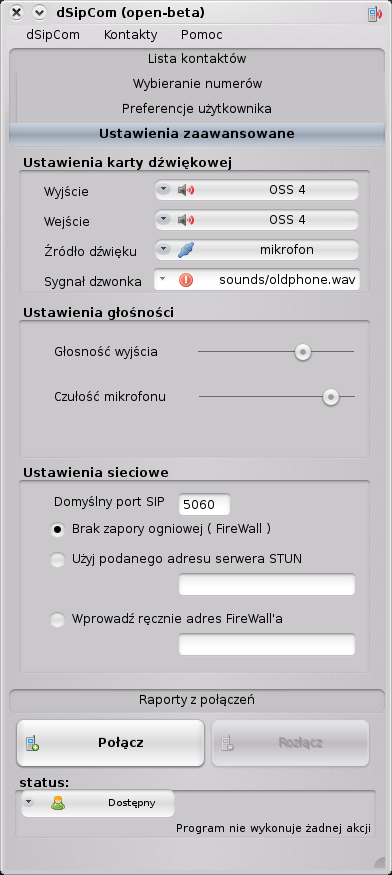 dSipCom (open-beta)
dSipCom Kontakty Pomoc
Lista kontaktów
Wybieranie numerów
Preferencje użytkownika
Ustawienia zaawansowane
Ustawienia karty dźwiękowej
Wyjście OSS 4
Wejście OSS 4
Źródło dźwięku mikrofon
Sygnał dzwonka sounds/oldphone.wav
Ustawienia głośności
Głosność wyjścia
Czułość mikrofonu
Ustawienia sieciowe
Domyślny port SIP 5060
Brak zapory ogniowej ( FireWall )
Użyj podanego adresu serwera STUN
Wprowadź ręcznie adres FireWall'a
Raporty z połączeń
Połącz Rozłącz
status:
Dostępny
Program nie wykonuje żadnej akcji